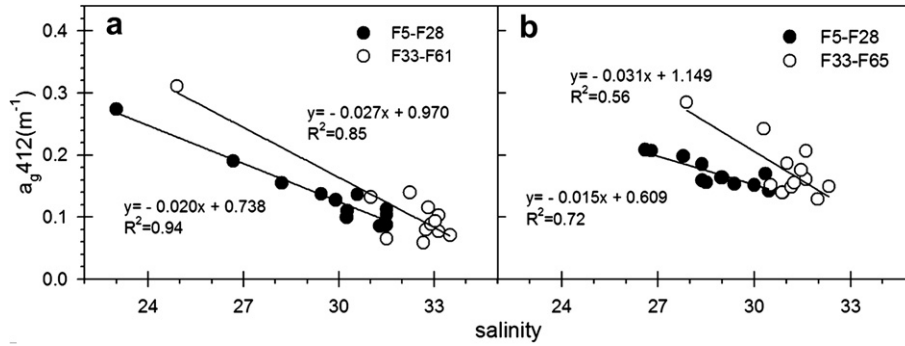 a
F5-F28
F33-F61
y= - 0.027x + 0.970
R²=0.85
y= - 0.020x + 0.738
R²=0.94
b
F5-F28
F33-F65
y= - 0.031x + 1.149
R²=0.56
y= - 0.015x + 0.609
R²=0.72
0.4
0.3
0.2
0.1
0.0
a_g412(m⁻¹)
24 27 30 33 24 27 30 33
salinity